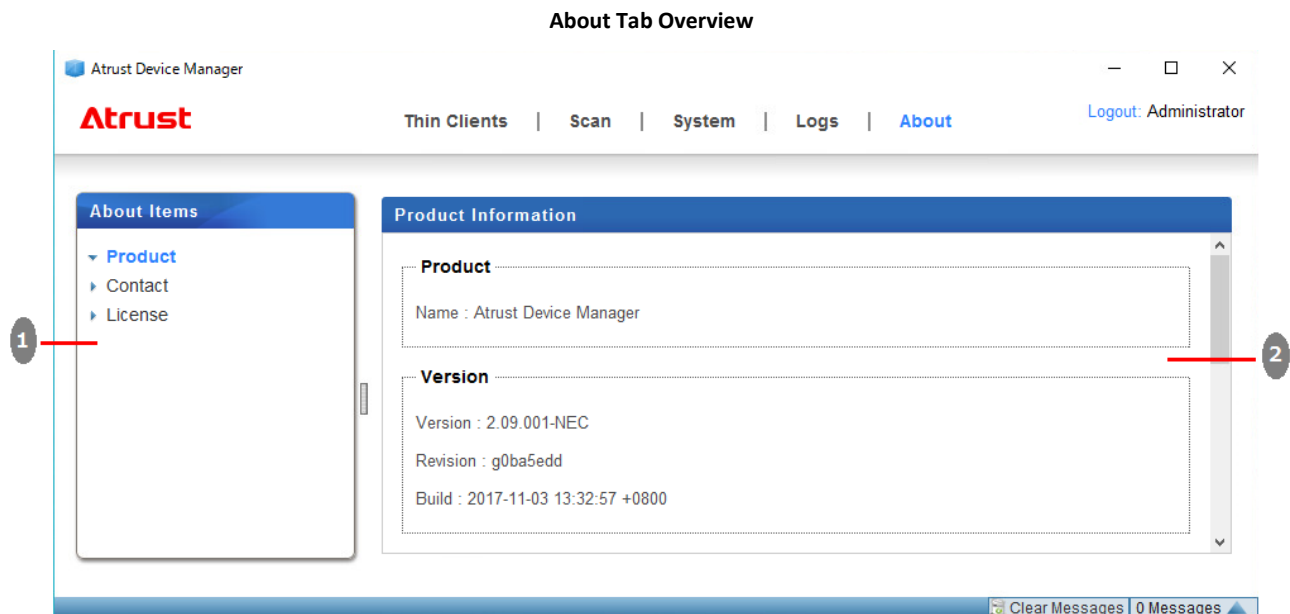 About Tab Overview
Atrust Device Manager
Atrust
Thin Clients | Scan | System | Logs | About
Logout: Administrator
About Items
Product
Contact
License
Product Information
Product
Name : Atrust Device Manager
Version
Version : 2.09.001-NEC
Revision : g0ba5edd
Build : 2017-11-03 13:32:57 +0800
1
2
Clear Messages 0 Messages